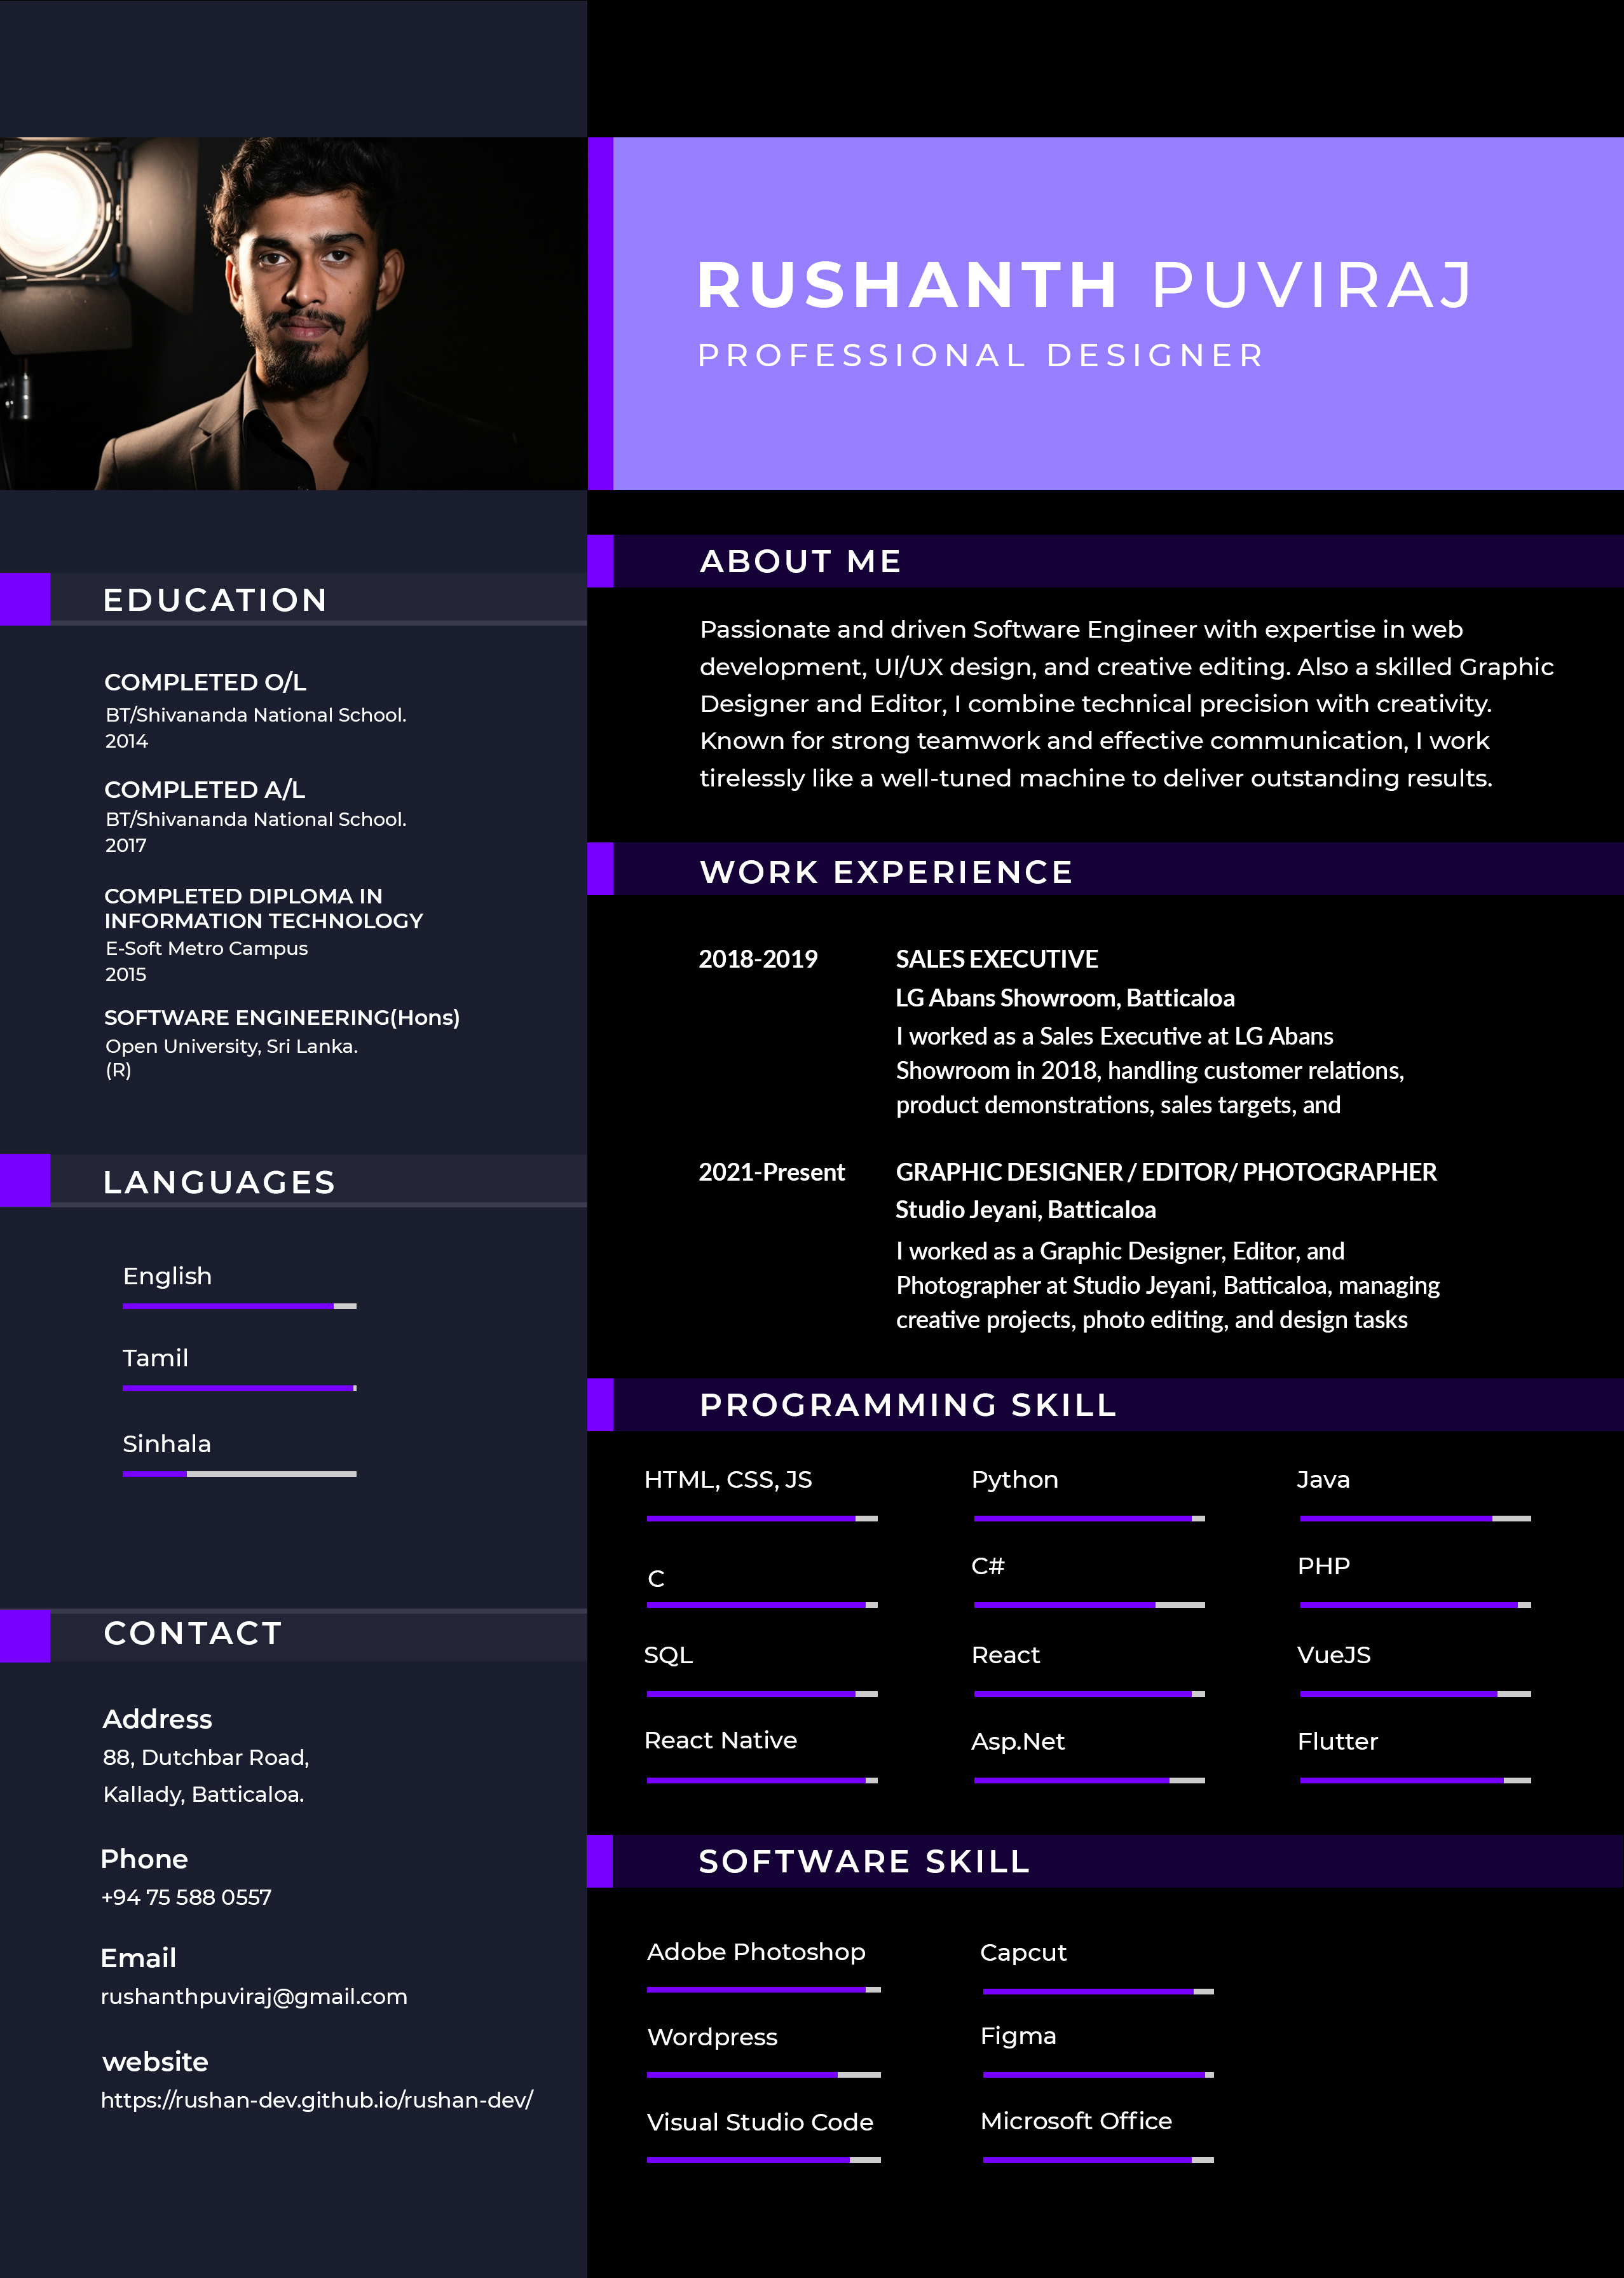 RUSHANTH PUVIRAJ
PROFESSIONAL DESIGNER
EDUCATION
COMPLETED O/L
BT/Shivananda National School.
2014
COMPLETED A/L
BT/Shivananda National School.
2017
COMPLETED DIPLOMA IN
INFORMATION TECHNOLOGY
E-Soft Metro Campus
2015
SOFTWARE ENGINEERING(Hons)
Open University, Sri Lanka.
(R)
LANGUAGES
English
Tamil
Sinhala
CONTACT
Address
88, Dutchbar Road,
Kallady, Batticaloa.
Phone
+94 75 588 0557
Email
rushanthpuviraj@gmail.com
website
https://rushan-dev.github.io/rushan-dev/
ABOUT ME
Passionate and driven Software Engineer with expertise in web
development, UI/UX design, and creative editing. Also a skilled Graphic
Designer and Editor, I combine technical precision with creativity.
Known for strong teamwork and effective communication, I work
tirelessly like a well-tuned machine to deliver outstanding results.
WORK EXPERIENCE
2018-2019 SALES EXECUTIVE
LG Abans Showroom, Batticaloa
I worked as a Sales Executive at LG Abans
Showroom in 2018, handling customer relations,
product demonstrations, sales targets, and
2021-Present GRAPHIC DESIGNER / EDITOR/ PHOTOGRAPHER
Studio Jeyani, Batticaloa
I worked as a Graphic Designer, Editor, and
Photographer at Studio Jeyani, Batticaloa, managing
creative projects, photo editing, and design tasks
PROGRAMMING SKILL
HTML, CSS, JS Python Java
C C# PHP
SQL React VueJS
React Native Asp.Net Flutter
SOFTWARE SKILL
Adobe Photoshop Capcut
Wordpress Figma
Visual Studio Code Microsoft Office